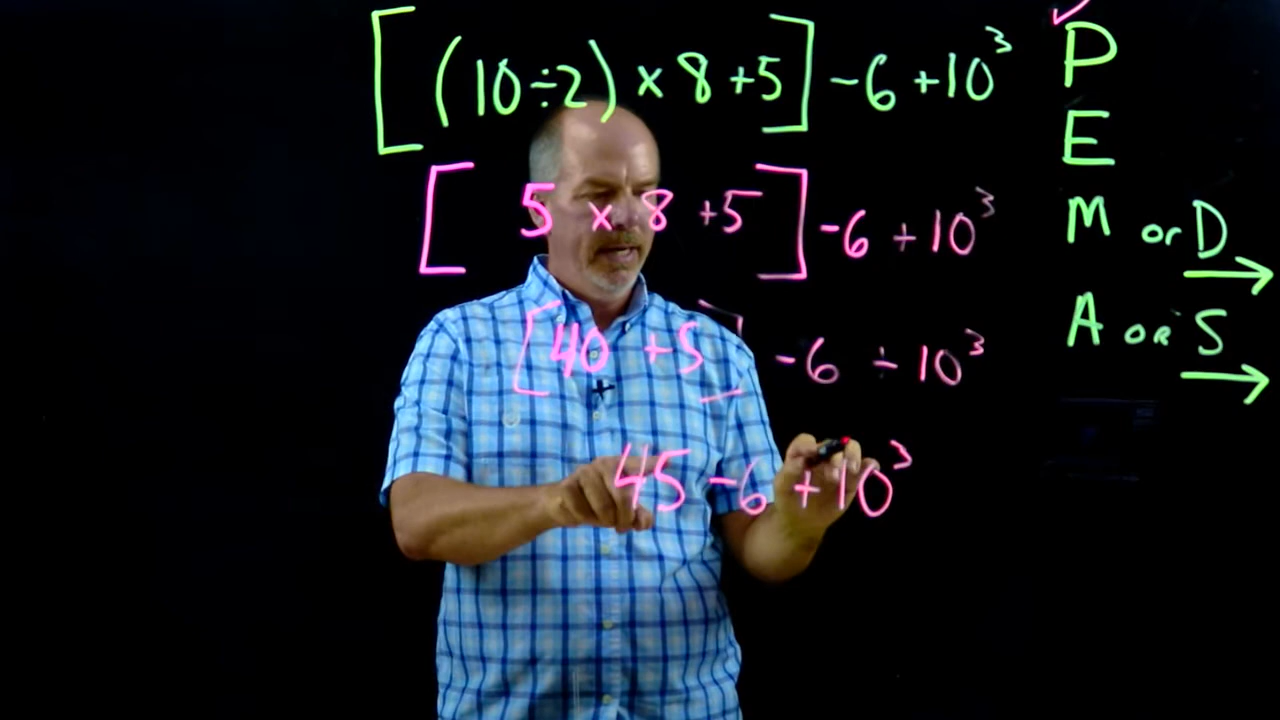 [ (10÷2) × 8 +5 ] -6 +10³
P
E
[ 5 × 8 +5 ] -6 +10³
M or D
A or S
[40 +5] -6 + 10³
45 -6 +10³